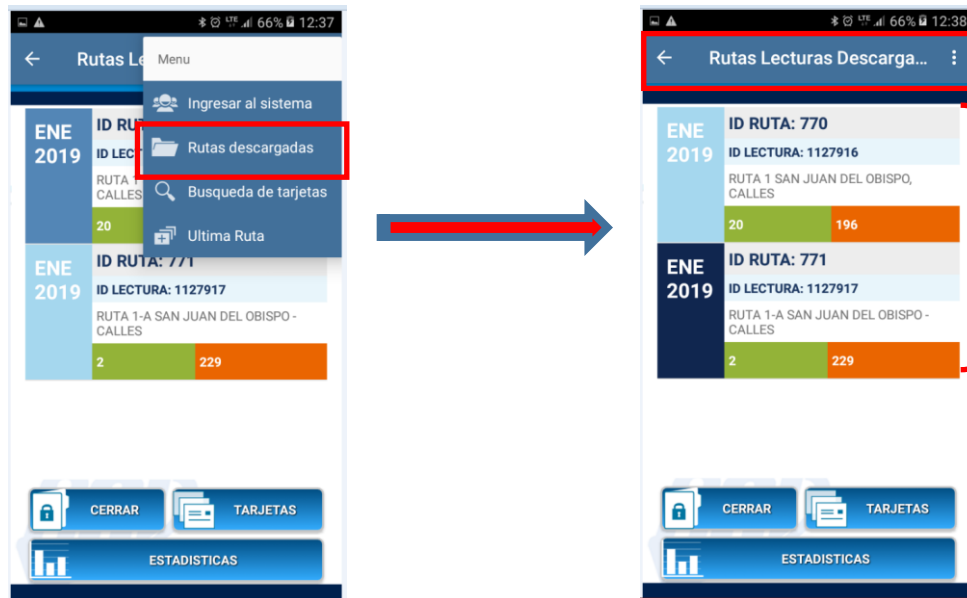 66% 12:37
Rutas Le
Menu
Ingresar al sistema
Rutas descargadas
Busqueda de tarjetas
Ultima Ruta
ENE
2019
ID RU
ID LECT
RUTA 1
CALLES
20
ENE
2019
ID RUTA: 771
ID LECTURA: 1127917
RUTA 1-A SAN JUAN DEL OBISPO -
CALLES
2 229
CERRAR
TARJETAS
ESTADISTICAS
LTE 66% 12:38
Rutas Lecturas Descarga...
ENE
2019
ID RUTA: 770
ID LECTURA: 1127916
RUTA 1 SAN JUAN DEL OBISPO,
CALLES
20 196
ENE
2019
ID RUTA: 771
ID LECTURA: 1127917
RUTA 1-A SAN JUAN DEL OBISPO -
CALLES
2 229
CERRAR
TARJETAS
ESTADISTICAS